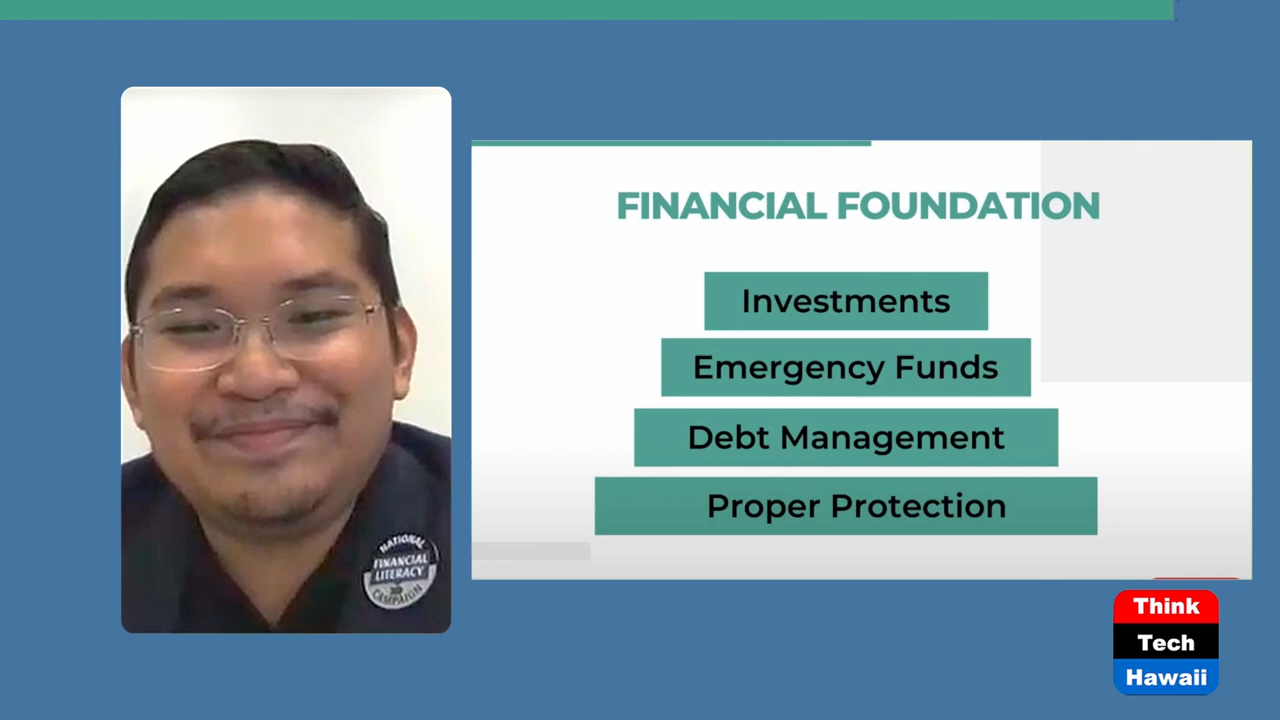 FINANCIAL FOUNDATION
Investments
Emergency Funds
Debt Management
Proper Protection
NATIONAL
FINANCIAL
LITERACY
CAMPAIGN
Think
Tech
Hawaii